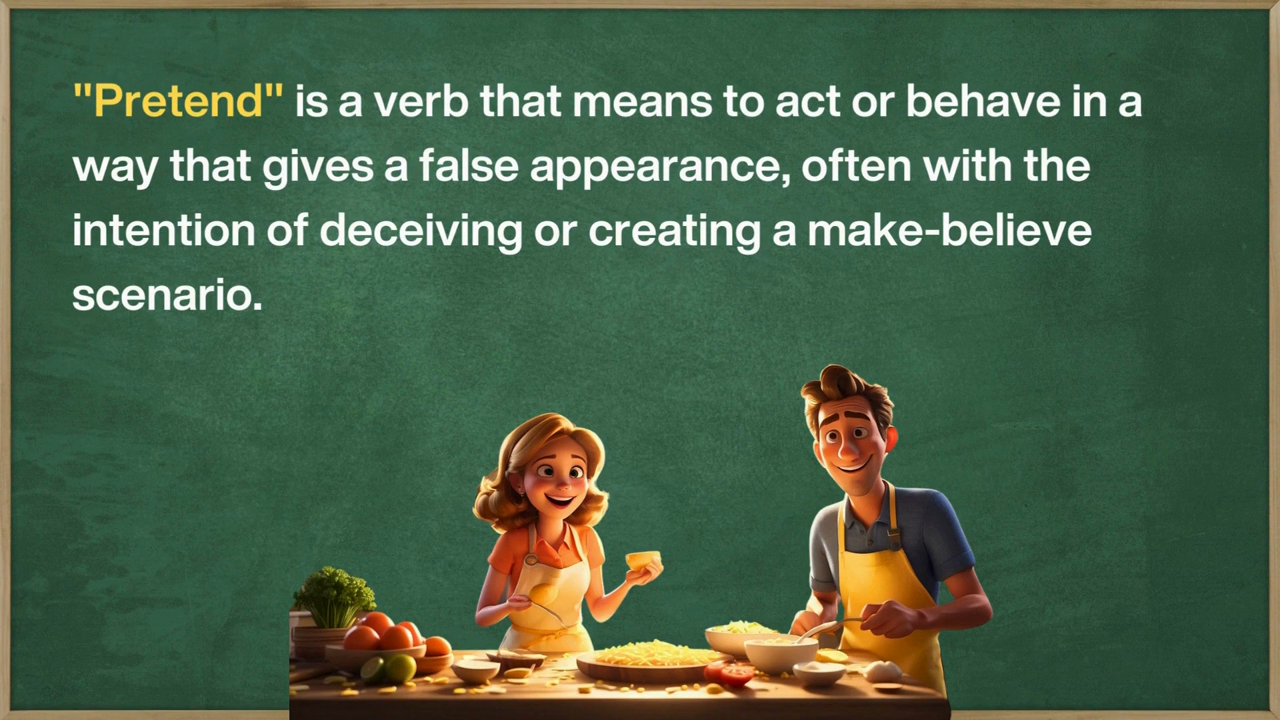 "Pretend" is a verb that means to act or behave in a
way that gives a false appearance, often with the
intention of deceiving or creating a make-believe
scenario.